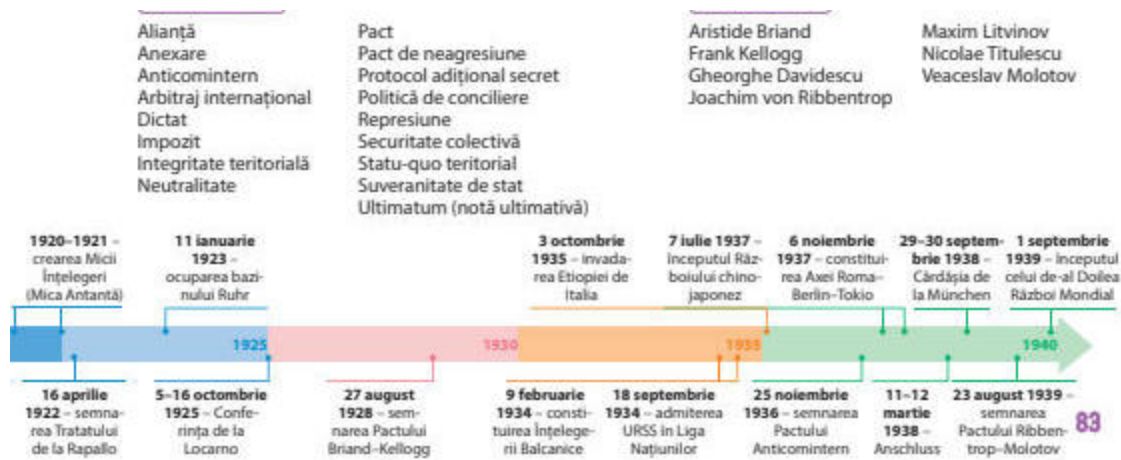 Alianță
Anexare
Anticomintern
Arbitraj internațional
Dictat
Impozit
Integritate teritorială
Neutralitate
Pact
Pact de neagresiune
Protocol adițional secret
Politică de conciliere
Represiune
Securitate colectivă
Statu-quo teritorial
Suveranitate de stat
Ultimatum (notă ultimativă)
Aristide Briand
Frank Kellogg
Gheorghe Davidescu
Joachim von Ribbentrop
Maxim Litvinov
Nicolae Titulescu
Veaceslav Molotov
1920–1921 –
crearea Micii
Înțelegeri
(Mica Antantă)
11 ianuarie
1923 –
ocuparea bazi-
nului Ruhr
3 octombrie
1935 – invada-
rea Etiopiei de
Italia
7 iulie 1937 –
începutul Răz-
boiului chino-
japonez
6 noiembrie
1937 – constitui-
rea Axei Roma–
Berlin–Tokio
29–30 septem-
brie 1938 –
Cârdășia de
la München
1 septembrie
1939 – începutul
celui de-al Doilea
Război Mondial
1925
1930
1935
1940
16 aprilie
1922 – semna-
rea Tratatului
de la Rapallo
5–16 octombrie
1925 – Confe-
rința de la
Locarno
27 august
1928 – sem-
narea Pactului
Briand–Kellogg
9 februarie
1934 – consti-
tuirea Înțelege-
rii Balcanice
18 septembrie
1934 – admiterea
URSS în Liga
Națiunilor
25 noiembrie
1936 – semnarea
Pactului
Anticomintern
11–12
martie
1938 –
Anschluss
23 august 1939 –
semnarea
Pactului Ribben-
trop–Molotov
83